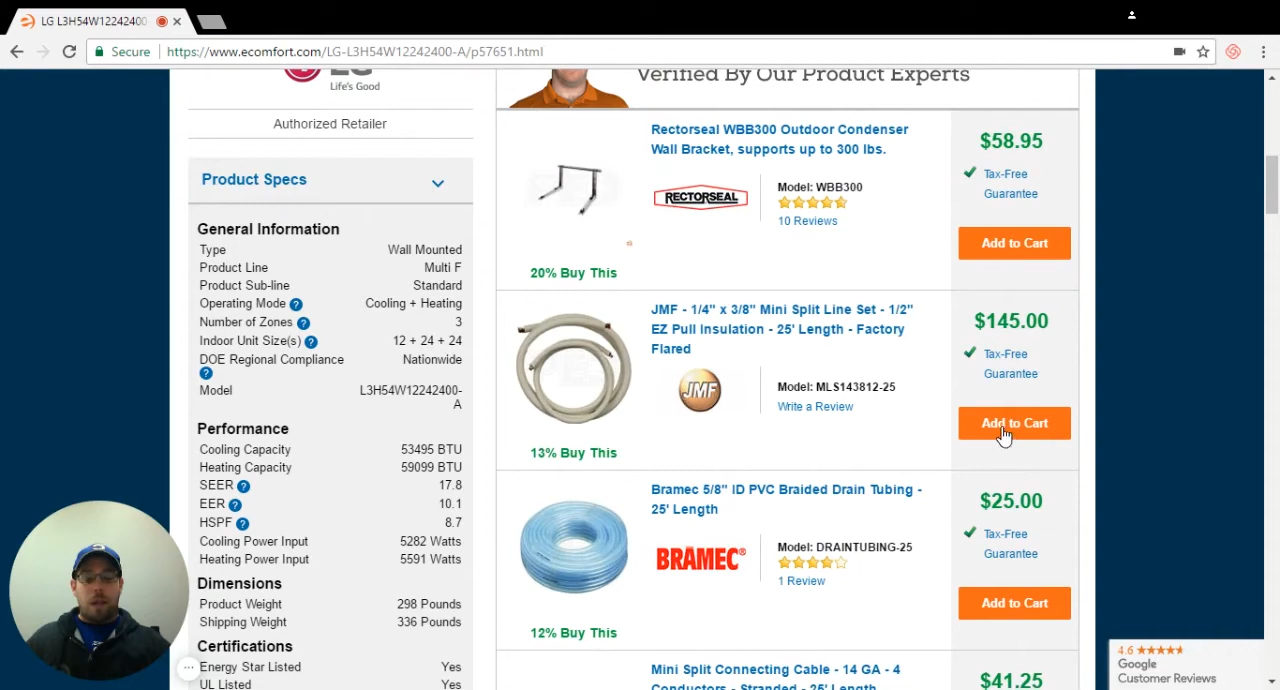 LG L3H54W12242400
Secure https://www.ecomfort.com/LG-L3H54W12242400-A/p57651.html
LG
Life's Good
Authorized Retailer
Product Specs
General Information
Type Wall Mounted
Product Line Multi F
Product Sub-line Standard
Operating Mode ? Cooling + Heating
Number of Zones ? 3
Indoor Unit Size(s) ? 12 + 24 + 24
DOE Regional Compliance Nationwide
?
Model L3H54W12242400-
A
Performance
Cooling Capacity 53495 BTU
Heating Capacity 59099 BTU
SEER ? 17.8
EER ? 10.1
HSPF ? 8.7
Cooling Power Input 5282 Watts
Heating Power Input 5591 Watts
Dimensions
Product Weight 298 Pounds
Shipping Weight 336 Pounds
Certifications
Energy Star Listed Yes
UL Listed Yes
Verified By Our Product Experts
Rectorseal WBB300 Outdoor Condenser
Wall Bracket, supports up to 300 lbs.
RECTORSEAL
Model: WBB300
10 Reviews
20% Buy This
$58.95
Tax-Free
Guarantee
Add to Cart
JMF - 1/4" x 3/8" Mini Split Line Set - 1/2"
EZ Pull Insulation - 25' Length - Factory
Flared
JMF
Model: MLS143812-25
Write a Review
13% Buy This
$145.00
Tax-Free
Guarantee
Add to Cart
Bramec 5/8" ID PVC Braided Drain Tubing -
25' Length
BRAMEC®
Model: DRAINTUBING-25
1 Review
12% Buy This
$25.00
Tax-Free
Guarantee
Add to Cart
Mini Split Connecting Cable - 14 GA - 4
Conductors - Stranded - 25' Length
$41.25
4.6
Google
Customer Reviews